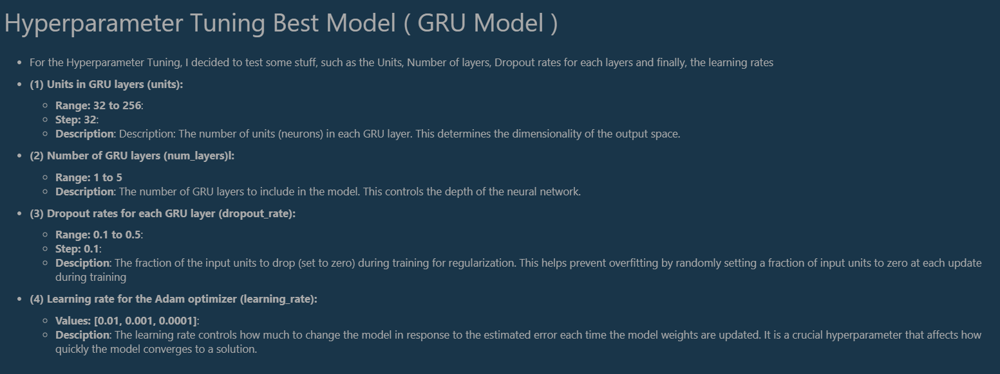 Hyperparameter Tuning Best Model ( GRU Model )
• For the Hyperparameter Tuning, I decided to test some stuff, such as the Units, Number of layers, Dropout rates for each layers and finally, the learning rates
• (1) Units in GRU layers (units):
○ Range: 32 to 256:
○ Step: 32:
○ Description: Description: The number of units (neurons) in each GRU layer. This determines the dimensionality of the output space.
• (2) Number of GRU layers (num_layers)l:
○ Range: 1 to 5
○ Description: The number of GRU layers to include in the model. This controls the depth of the neural network.
• (3) Dropout rates for each GRU layer (dropout_rate):
○ Range: 0.1 to 0.5:
○ Step: 0.1:
○ Desciption: The fraction of the input units to drop (set to zero) during training for regularization. This helps prevent overfitting by randomly setting a fraction of input units to zero at each update
during training
• (4) Learning rate for the Adam optimizer (learning_rate):
○ Values: [0.01, 0.001, 0.0001]:
○ Desciption: The learning rate controls how much to change the model in response to the estimated error each time the model weights are updated. It is a crucial hyperparameter that affects how
quickly the model converges to a solution.